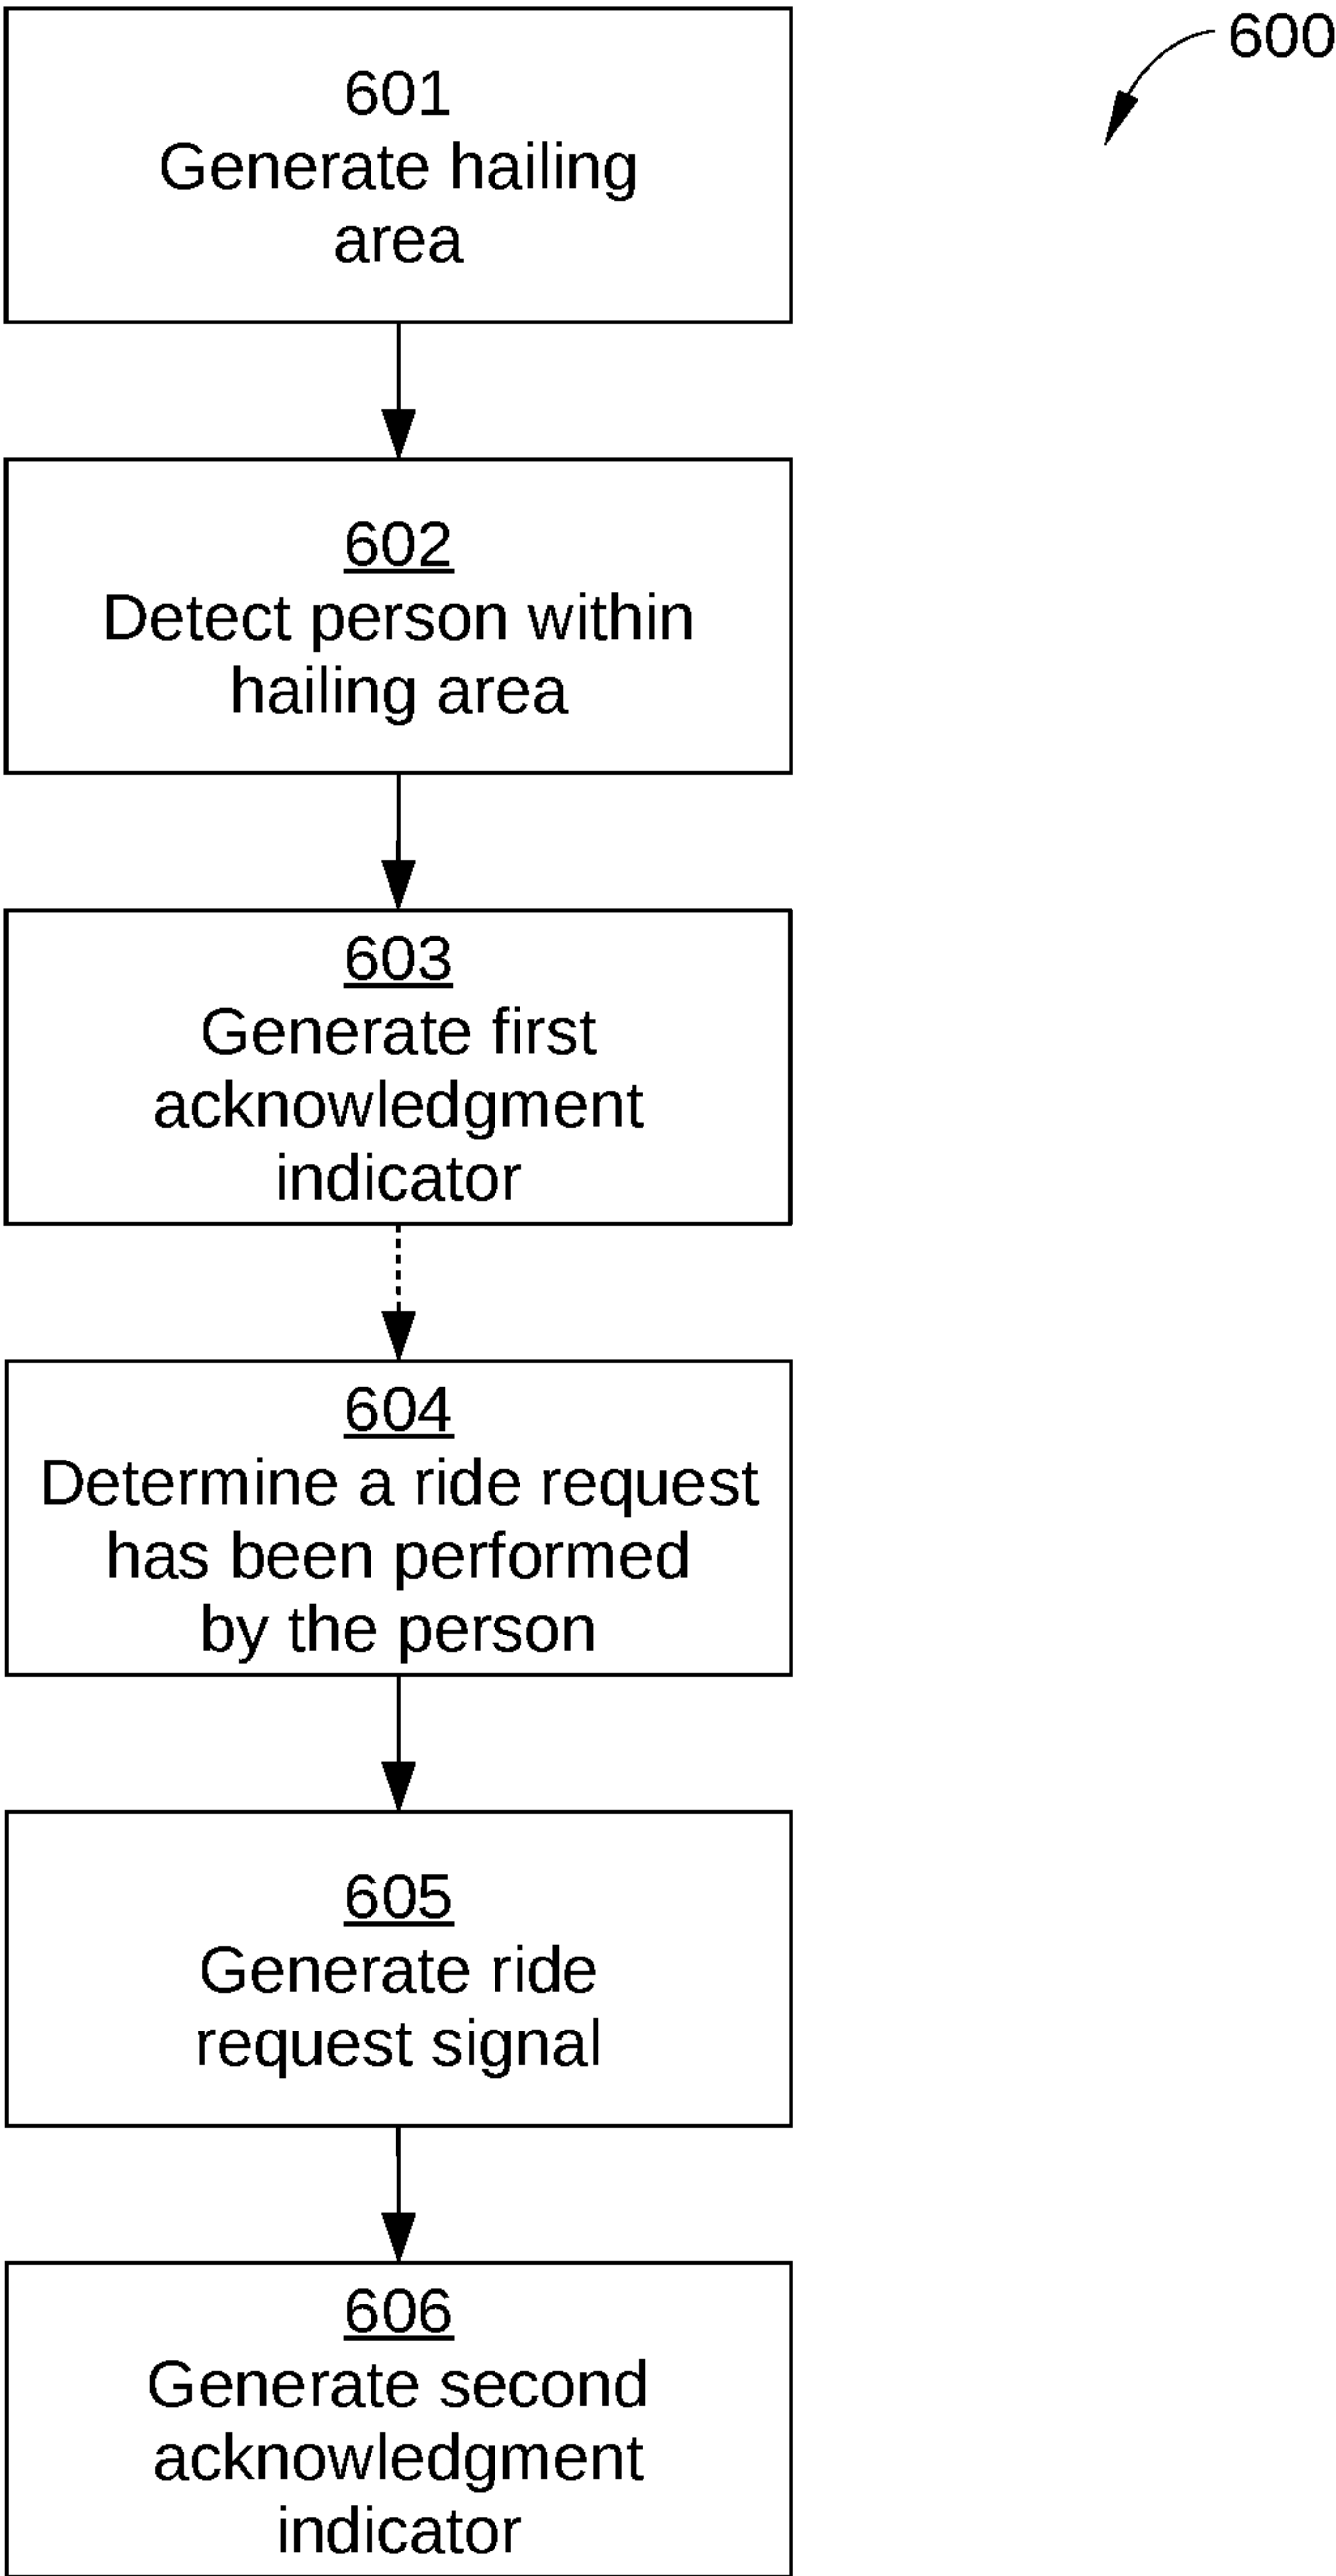 600
601
Generate hailing
area
602
Detect person within
hailing area
603
Generate first
acknowledgment
indicator
604
Determine a ride request
has been performed
by the person
605
Generate ride
request signal
606
Generate second
acknowledgment
indicator